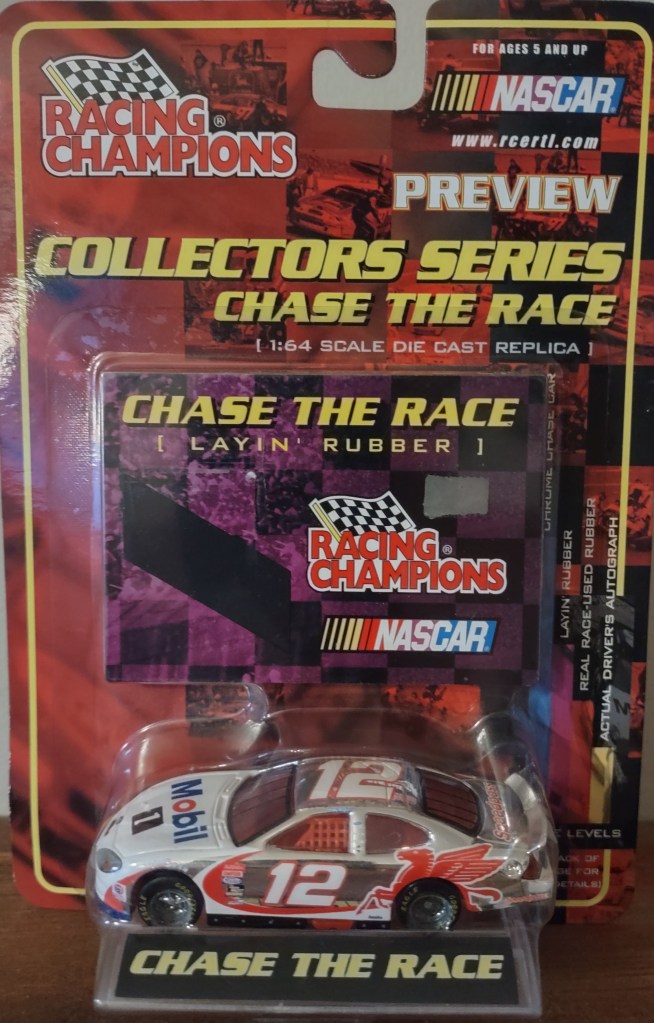 FOR AGES 5 AND UP
RACING ®
CHAMPIONS
NASCAR
www.rcertl.com
PREVIEW
COLLECTORS SERIES
CHASE THE RACE
[ 1:64 SCALE DIE CAST REPLICA ]
CHASE THE RACE
[ LAYIN' RUBBER ]
RACING ®
CHAMPIONS
NASCAR
CHROME CHASE CAR
LAYIN' RUBBER
REAL RACE-USED RUBBER
ACTUAL DRIVER'S AUTOGRAPH
LEVELS
12
Mobil
1
12
EAGLE
EAGLE
CHASE THE RACE